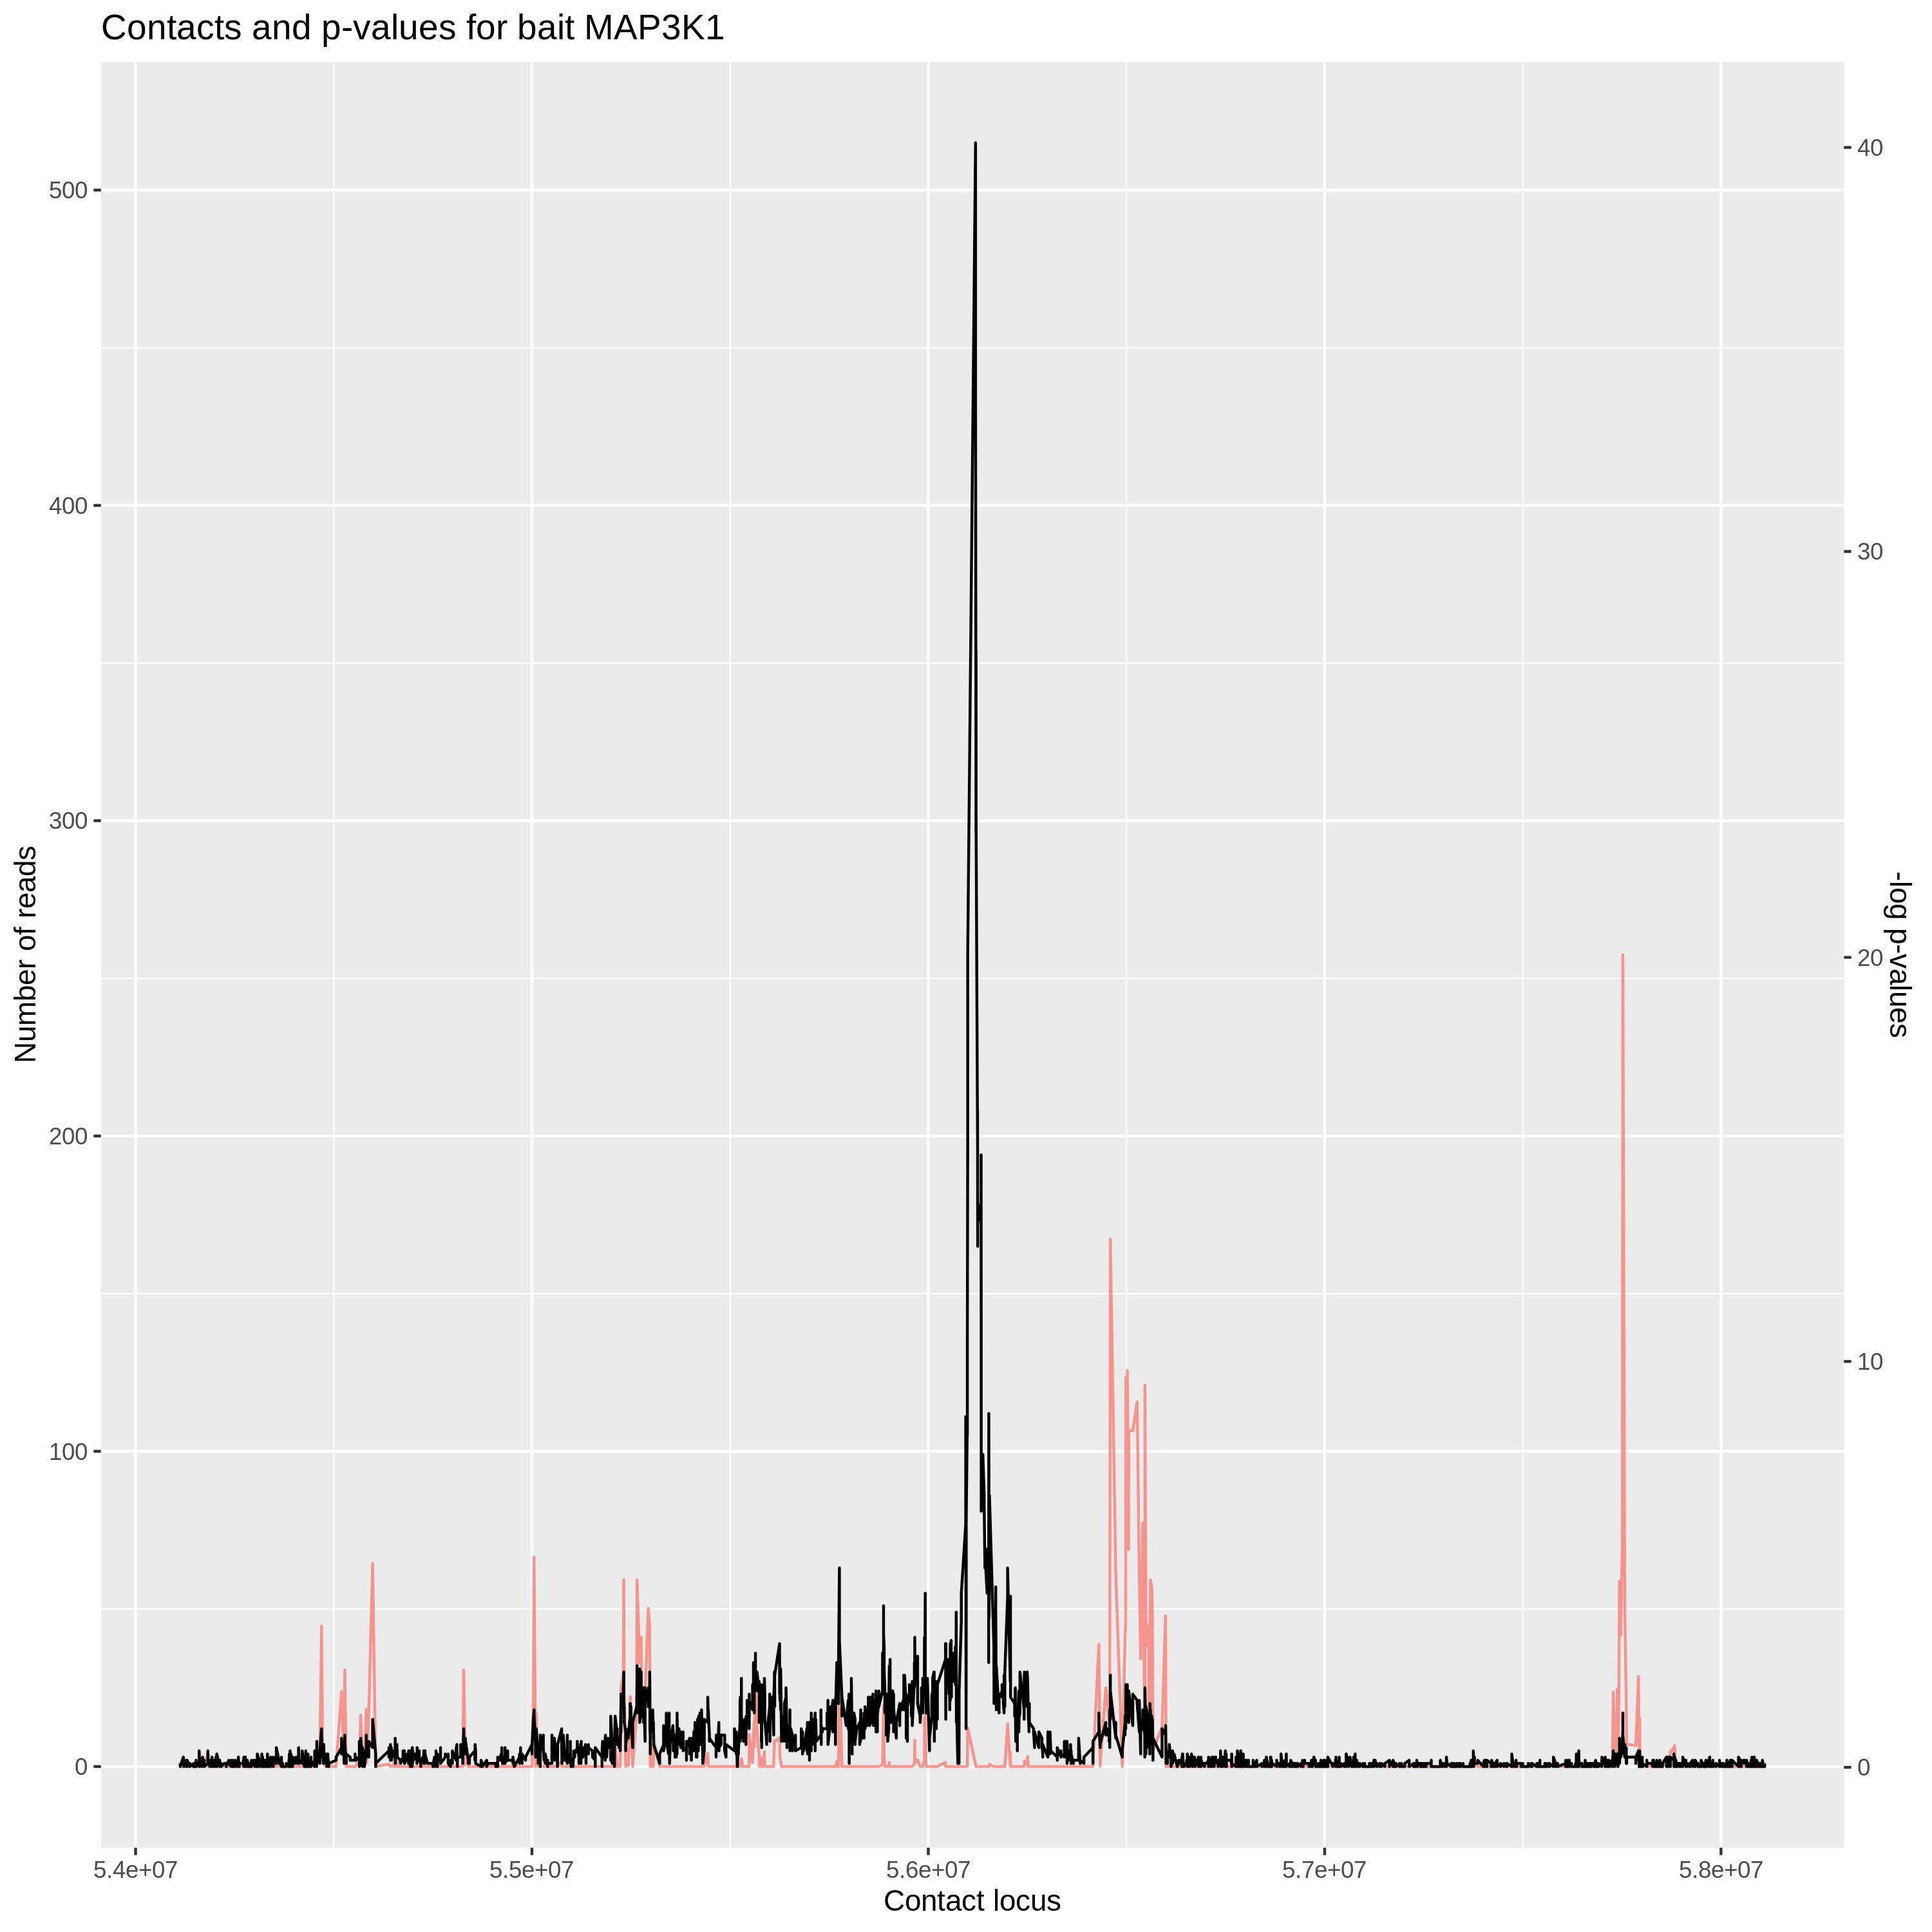 Contacts and p-values for bait MAP3K1
Number of reads
500
400
300
200
100
0
40
30
20
10
0
-log p-values
5.4e+07 5.5e+07 5.6e+07 5.7e+07 5.8e+07
Contact locus